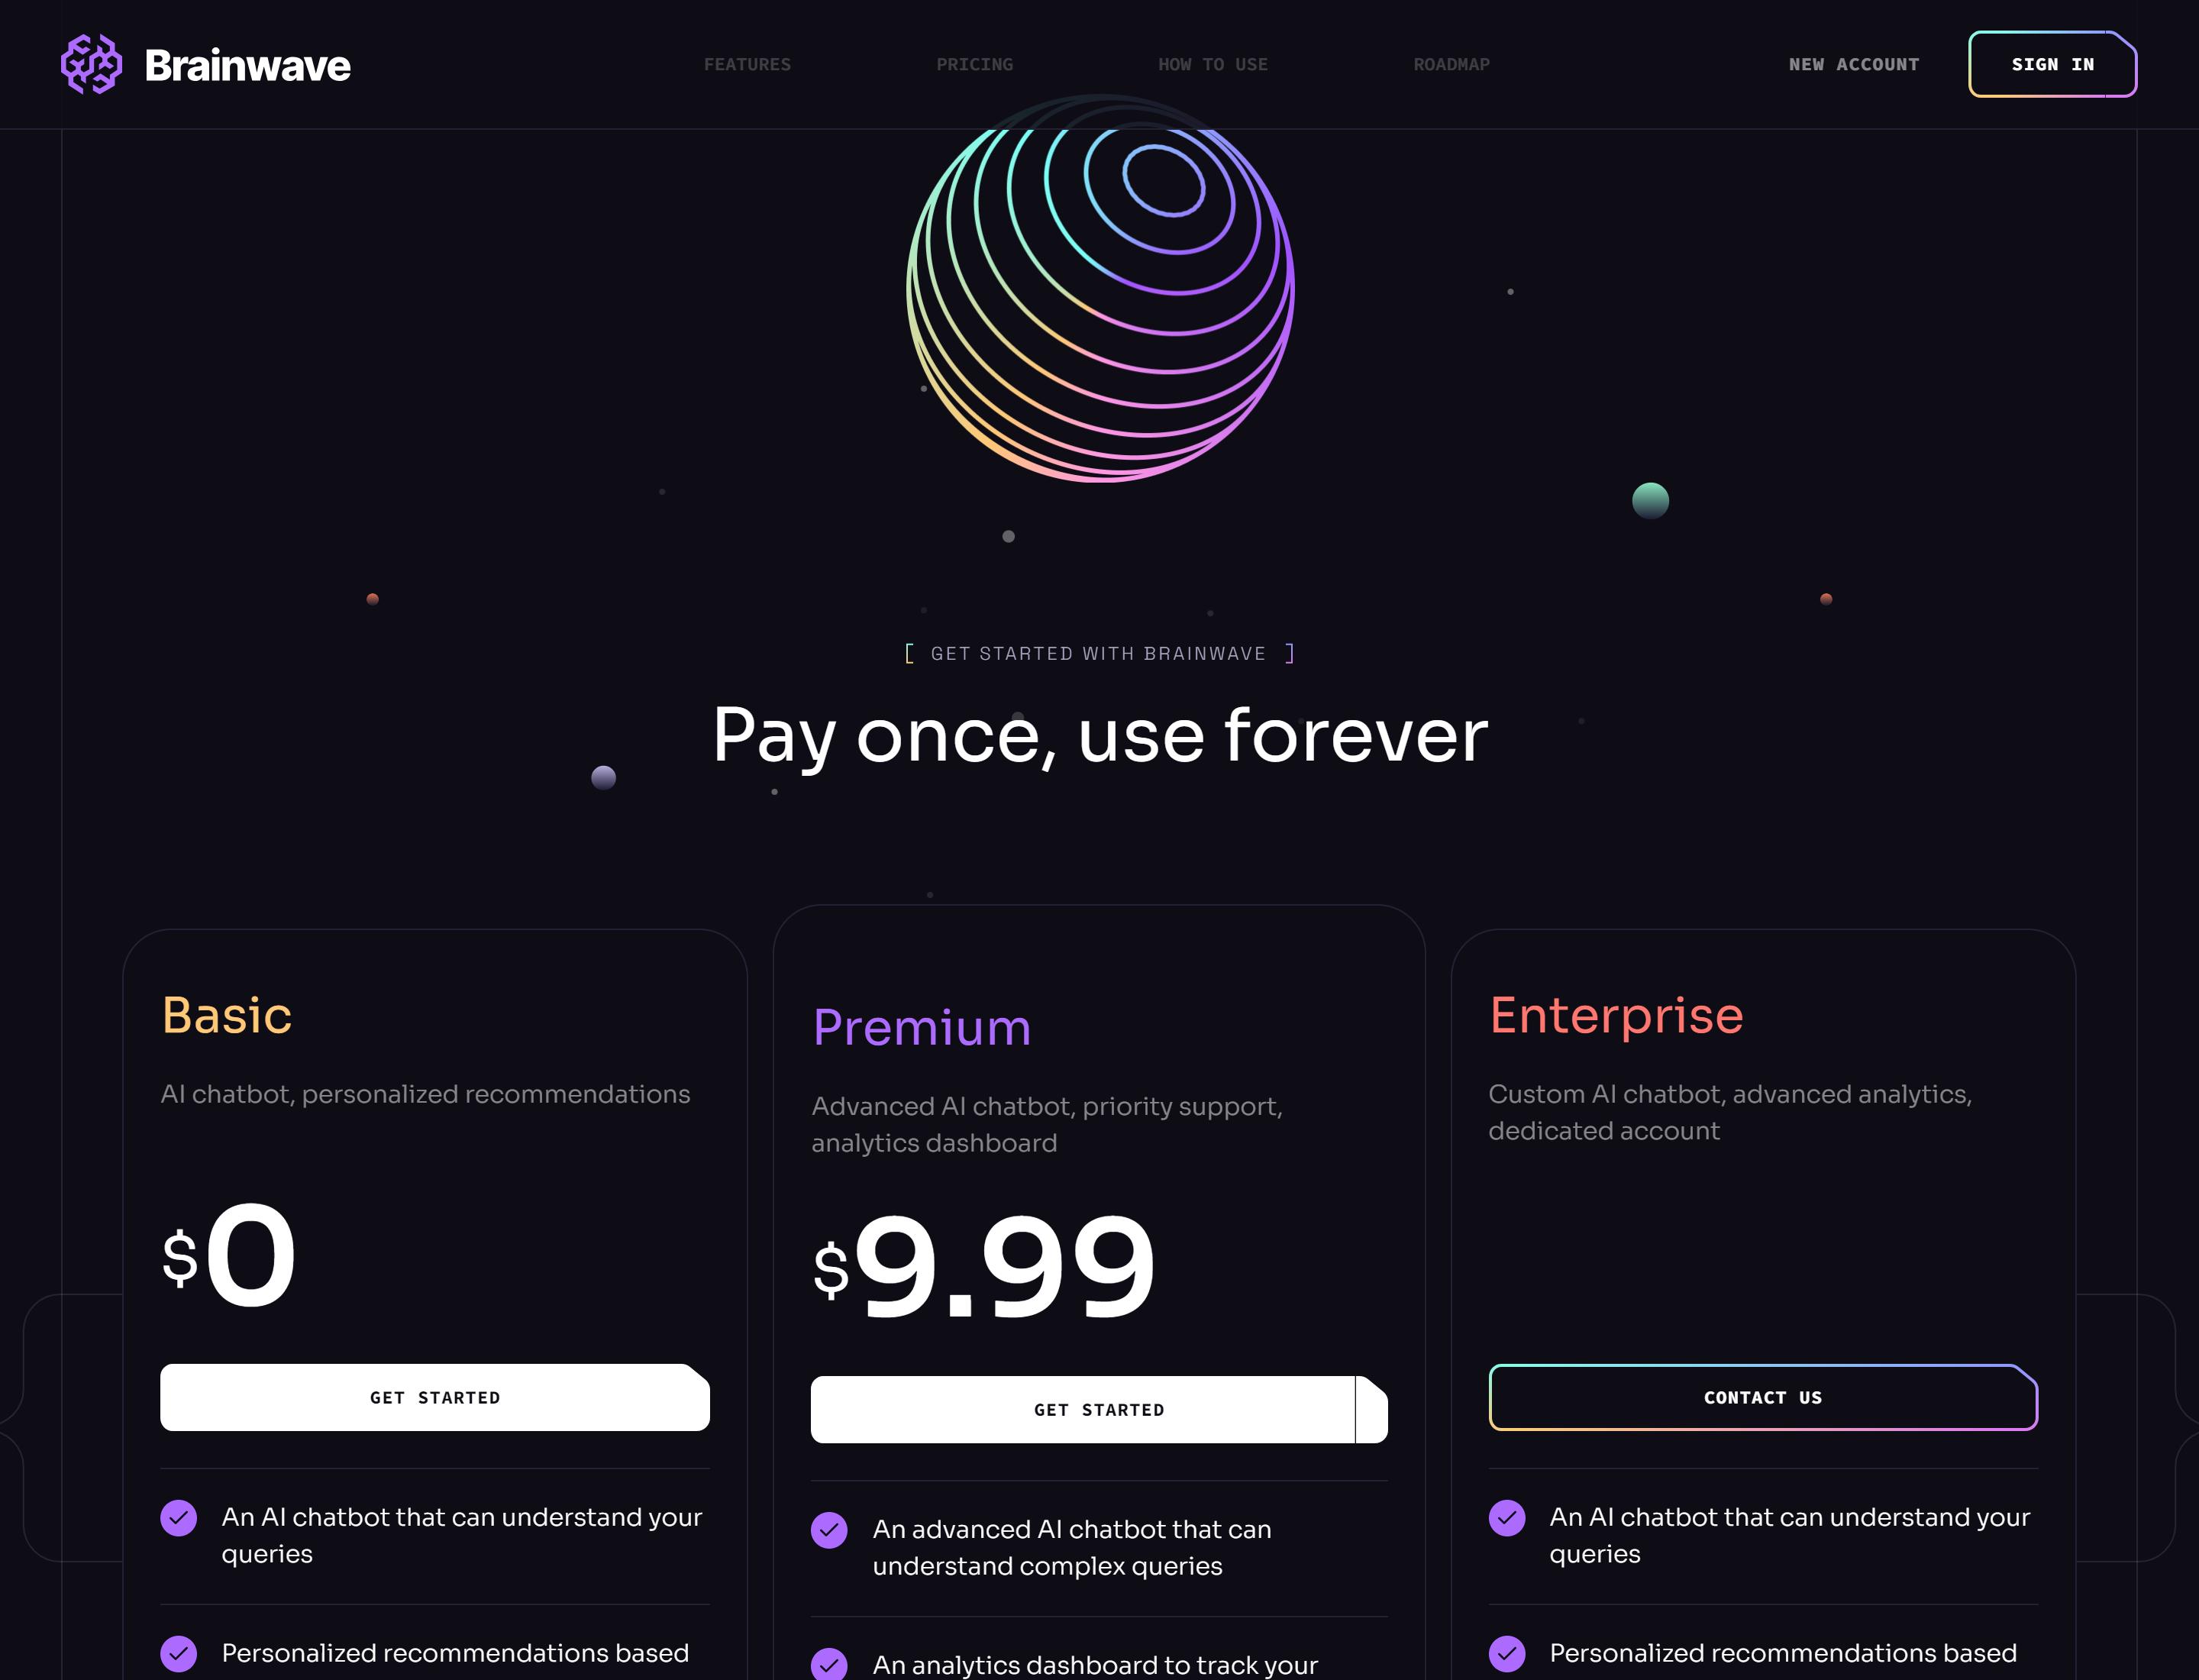 Brainwave
FEATURES
PRICING
HOW TO USE
ROADMAP
NEW ACCOUNT
SIGN IN
GET STARTED WITH BRAINWAVE
Pay once, use forever
Basic
AI chatbot, personalized recommendations
$0
GET STARTED
An AI chatbot that can understand your
queries
Personalized recommendations based
Premium
Advanced AI chatbot, priority support,
analytics dashboard
$9.99
GET STARTED
An advanced AI chatbot that can
understand complex queries
An analytics dashboard to track your
Enterprise
Custom AI chatbot, advanced analytics,
dedicated account
CONTACT US
An AI chatbot that can understand your
queries
Personalized recommendations based